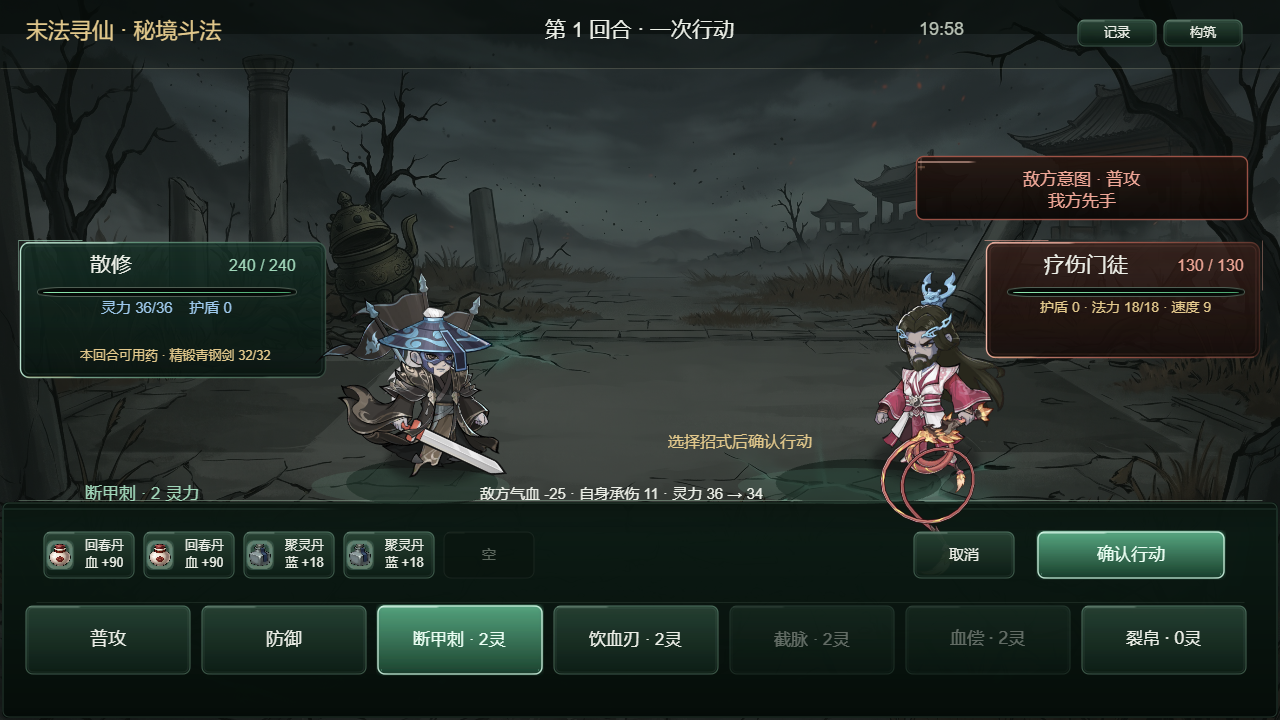 末法寻仙 · 秘境斗法
第 1 回合 · 一次行动
19:58
记录
构筑
敌方意图 · 普攻
我方先手
散修
240 / 240
灵力 36/36 护盾 0
本回合可用药 · 精锻青钢剑 32/32
疗伤门徒
130 / 130
护盾 0 · 法力 18/18 · 速度 9
选择招式后确认行动
断甲刺 · 2 灵力
敌方气血 -25 · 自身承伤 11 · 灵力 36 → 34
回春丹
血 +90
回春丹
血 +90
聚灵丹
蓝 +18
聚灵丹
蓝 +18
空
取消
确认行动
普攻
防御
断甲刺 · 2灵
饮血刃 · 2灵
截脉 · 2灵
血偿 · 2灵
裂帛 · 0灵